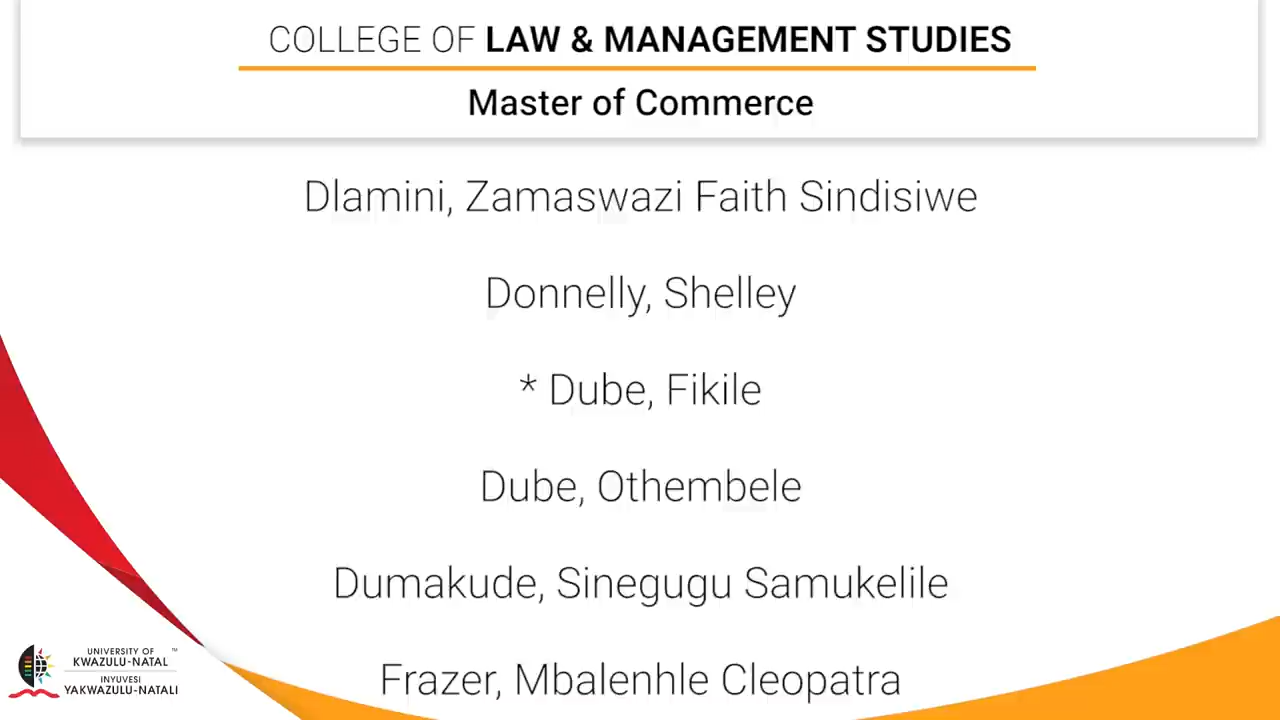 COLLEGE OF LAW & MANAGEMENT STUDIES
Master of Commerce
Dlamini, Zamaswazi Faith Sindisiwe
Donnelly, Shelley
* Dube, Fikile
Dube, Othembele
Dumakude, Sinegugu Samukelile
Frazer, Mbalenhle Cleopatra
UNIVERSITY OF ™
KWAZULU-NATAL
INYUVESI
YAKWAZULU-NATALI